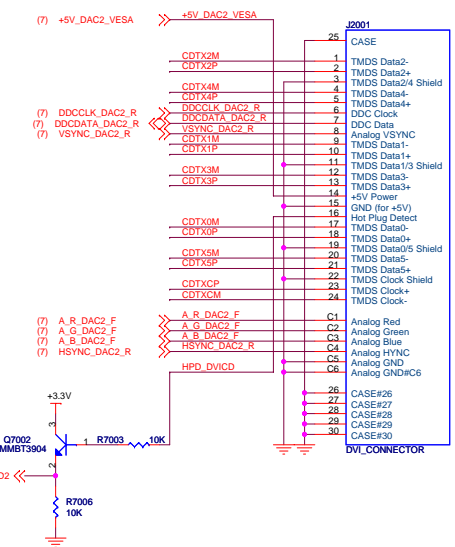 J2001
(7) +5V_DAC2_VESA +5V_DAC2_VESA
25 CASE
CDTX2M 1 TMDS Data2-
CDTX2P 2 TMDS Data2+
3 TMDS Data2/4 Shield
CDTX4M 4 TMDS Data4-
CDTX4P 5 TMDS Data4+
(7) DDCCLK_DAC2_R DDCCLK_DAC2_R 6 DDC Clock
(7) DDCDATA_DAC2_R DDCDATA_DAC2_R 7 DDC Data
(7) VSYNC_DAC2_R VSYNC_DAC2_R 8 Analog VSYNC
CDTX1M 9 TMDS Data1-
CDTX1P 10 TMDS Data1+
11 TMDS Data1/3 Shield
CDTX3M 12 TMDS Data3-
CDTX3P 13 TMDS Data3+
14 +5V Power
15 GND (for +5V)
16 Hot Plug Detect
CDTX0M 17 TMDS Data0-
CDTX0P 18 TMDS Data0+
19 TMDS Data0/5 Shield
CDTX5M 20 TMDS Data5-
CDTX5P 21 TMDS Data5+
22 TMDS Clock Shield
CDTXCP 23 TMDS Clock+
CDTXCM 24 TMDS Clock-
(7) A_R_DAC2_F A_R_DAC2_F C1 Analog Red
(7) A_G_DAC2_F A_G_DAC2_F C2 Analog Green
(7) A_B_DAC2_F A_B_DAC2_F C3 Analog Blue
(7) HSYNC_DAC2_R HSYNC_DAC2_R C4 Analog HYNC
C5 Analog GND
HPD_DVICD C6 Analog GND#C6
26 CASE#26
27 CASE#27
28 CASE#28
29 CASE#29
30 CASE#30
DVI_CONNECTOR
+3.3V
3
Q7002
MMBT3904
1 R7003 10K
2
D2
R7006
10K